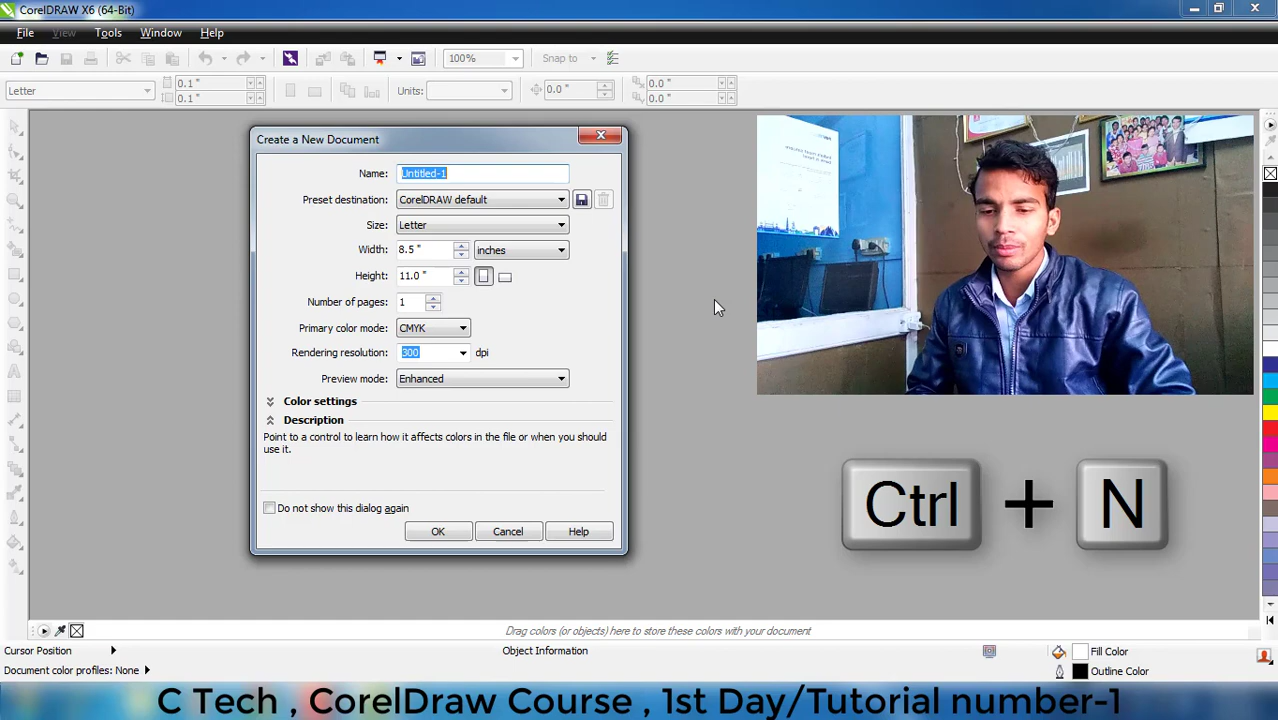 CorelDRAW X6 (64-Bit)
File View Tools Window Help
100% Snap to
Letter 0.1 " Units: 0.0 " 0.0 "
0.1 " 0.0 "
Create a New Document
Name: Untitled-1
Preset destination: CorelDRAW default
Size: Letter
Width: 8.5 " inches
Height: 11.0 "
Number of pages: 1
Primary color mode: CMYK
Rendering resolution: 300 dpi
Preview mode: Enhanced
Color settings
Description
Point to a control to learn how it affects colors in the file or when you should
use it.
Do not show this dialog again
OK Cancel Help
Ctrl + N
Drag colors (or objects) here to store these colors with your document
Cursor Position Object Information Fill Color
Document color profiles: None Outline Color
C Tech , CorelDraw Course , 1st Day/Tutorial number-1